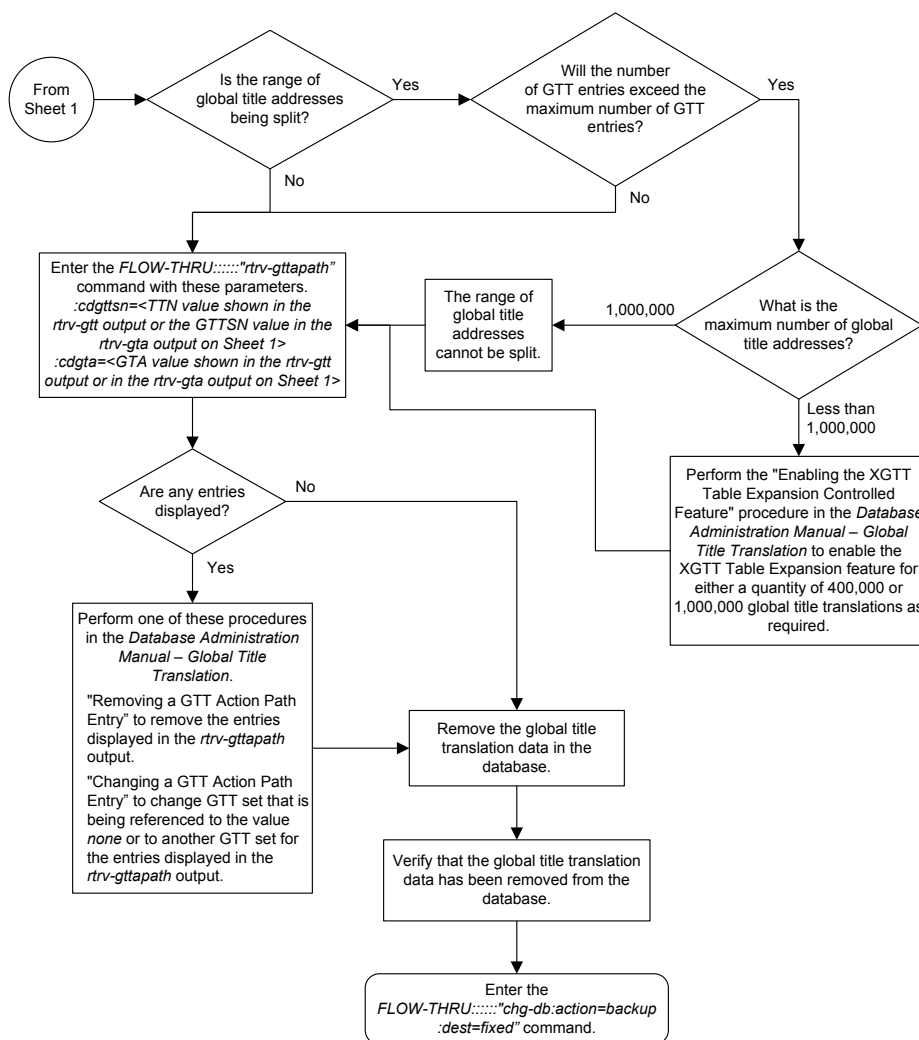 From
Sheet 1
Is the range of
global title addresses
being split?
Yes
Will the number
of GTT entries exceed the
maximum number of GTT
entries?
Yes
No
No
Enter the FLOW-THRU::::::"rtrv-gttapath”
command with these parameters.
:cdgttsn=<TTN value shown in the
rtrv-gtt output or the GTTSN value in the
rtrv-gta output on Sheet 1>
:cdgta=<GTA value shown in the rtrv-gtt
output or in the rtrv-gta output on Sheet 1>
The range of
global title
addresses
cannot be split.
1,000,000
What is the
maximum number of global
title addresses?
Less than
1,000,000
Perform the "Enabling the XGTT
Table Expansion Controlled
Feature" procedure in the Database
Administration Manual – Global
Title Translation to enable the
XGTT Table Expansion feature for
either a quantity of 400,000 or
1,000,000 global title translations as
required.
Are any entries
displayed?
No
Yes
Perform one of these procedures
in the Database Administration
Manual – Global Title
Translation.
"Removing a GTT Action Path
Entry” to remove the entries
displayed in the rtrv-gttapath
output.
"Changing a GTT Action Path
Entry” to change GTT set that is
being referenced to the value
none or to another GTT set for
the entries displayed in the
rtrv-gttapath output.
Remove the global title
translation data in the
database.
Verify that the global title translation
data has been removed from the
database.
Enter the
FLOW-THRU::::::"chg-db:action=backup
:dest=fixed” command.